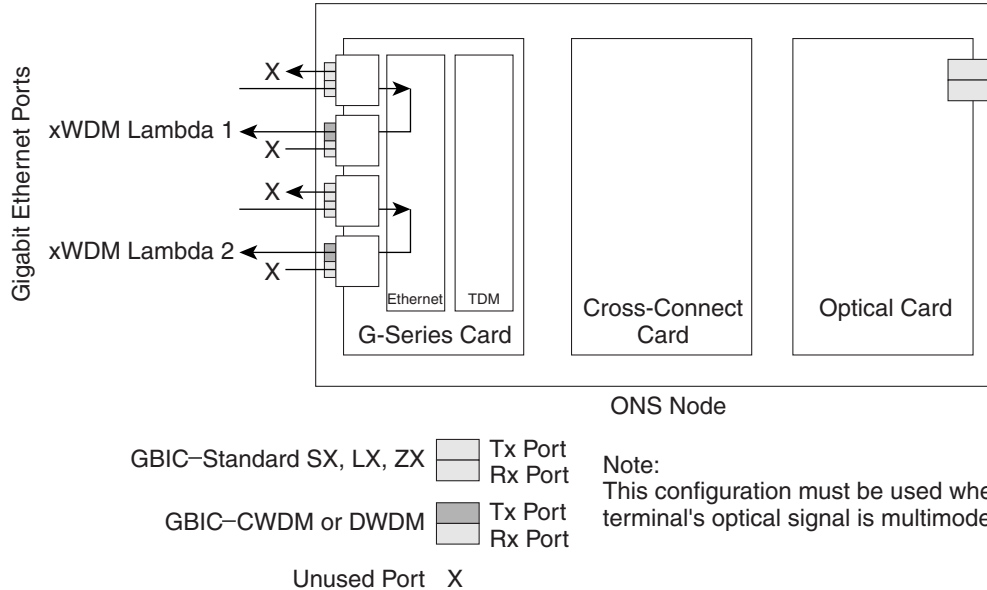 Gigabit Ethernet Ports
X
xWDM Lambda 1
X
X
xWDM Lambda 2
X
Ethernet
TDM
G-Series Card
Cross-Connect
Card
Optical Card
ONS Node
GBIC–Standard SX, LX, ZX
Tx Port
Rx Port
GBIC–CWDM or DWDM
Tx Port
Rx Port
Unused Port X
Note:
This configuration must be used whe
terminal's optical signal is multimode